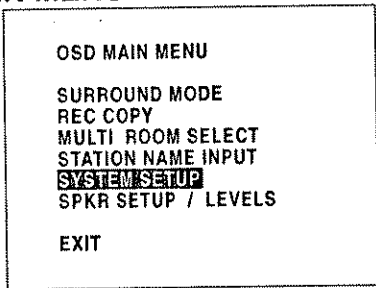 OSD MAIN MENU
SURROUND MODE
REC COPY
MULTI ROOM SELECT
STATION NAME INPUT
SYSTEM SETUP
SPKR SETUP / LEVELS
EXIT